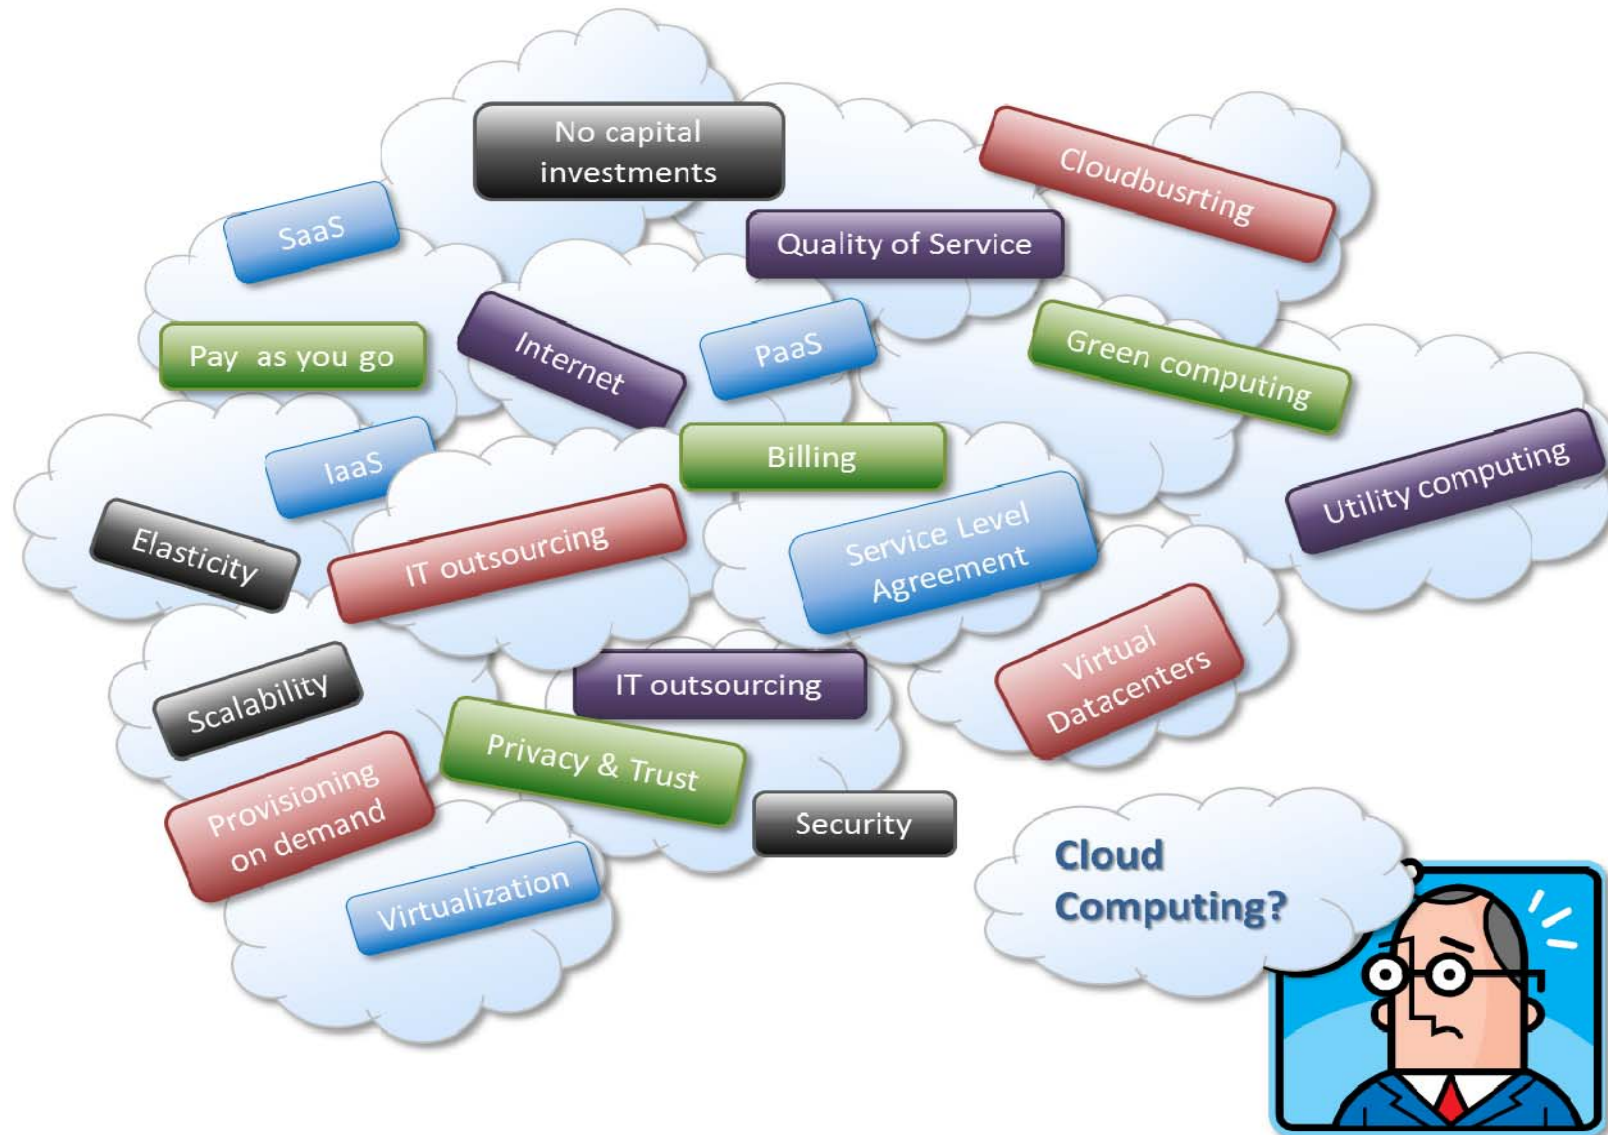 No capital
investments
Cloudbusrting
SaaS
Quality of Service
Pay as you go
Internet
PaaS
Green computing
IaaS
Billing
Utility computing
Elasticity
IT outsourcing
Service Level
Agreement
Scalability
IT outsourcing
Virtual
Datacenters
Privacy & Trust
Provisioning
on demand
Security
Virtualization
Cloud
Computing?